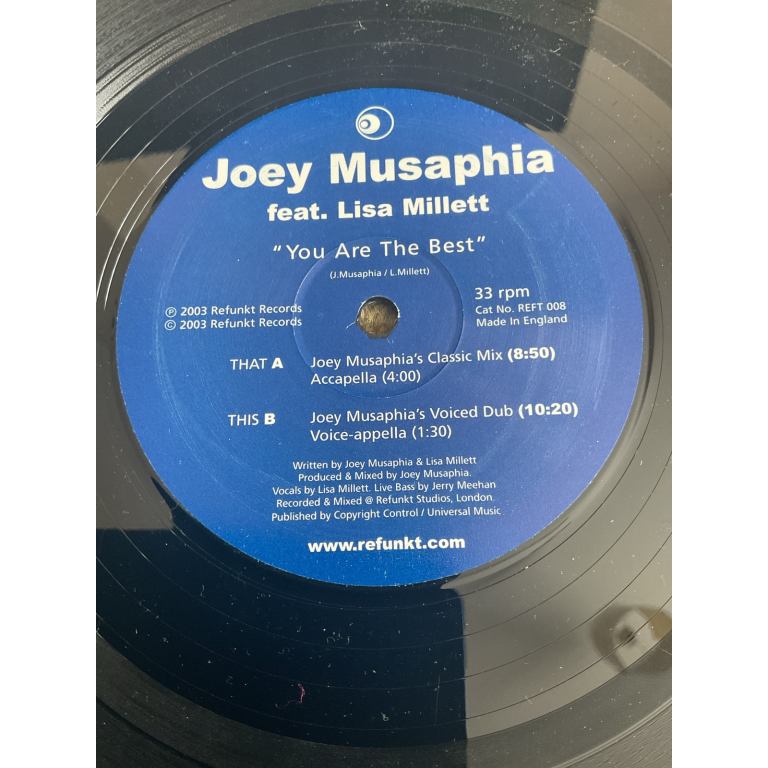 Joey Musaphia
feat. Lisa Millett
"You Are The Best"
(J.Musaphia / L.Millett)
℗ 2003 Refunkt Records
© 2003 Refunkt Records
33 rpm
Cat No. REFT 008
Made In England
THAT A Joey Musaphia's Classic Mix (8:50)
Accapella (4:00)
THIS B Joey Musaphia's Voiced Dub (10:20)
Voice-appella (1:30)
Written by Joey Musaphia & Lisa Millett
Produced & Mixed by Joey Musaphia.
Vocals by Lisa Millett. Live Bass by Jerry Meehan
Recorded & Mixed @ Refunkt Studios, London.
Published by Copyright Control / Universal Music
www.refunkt.com